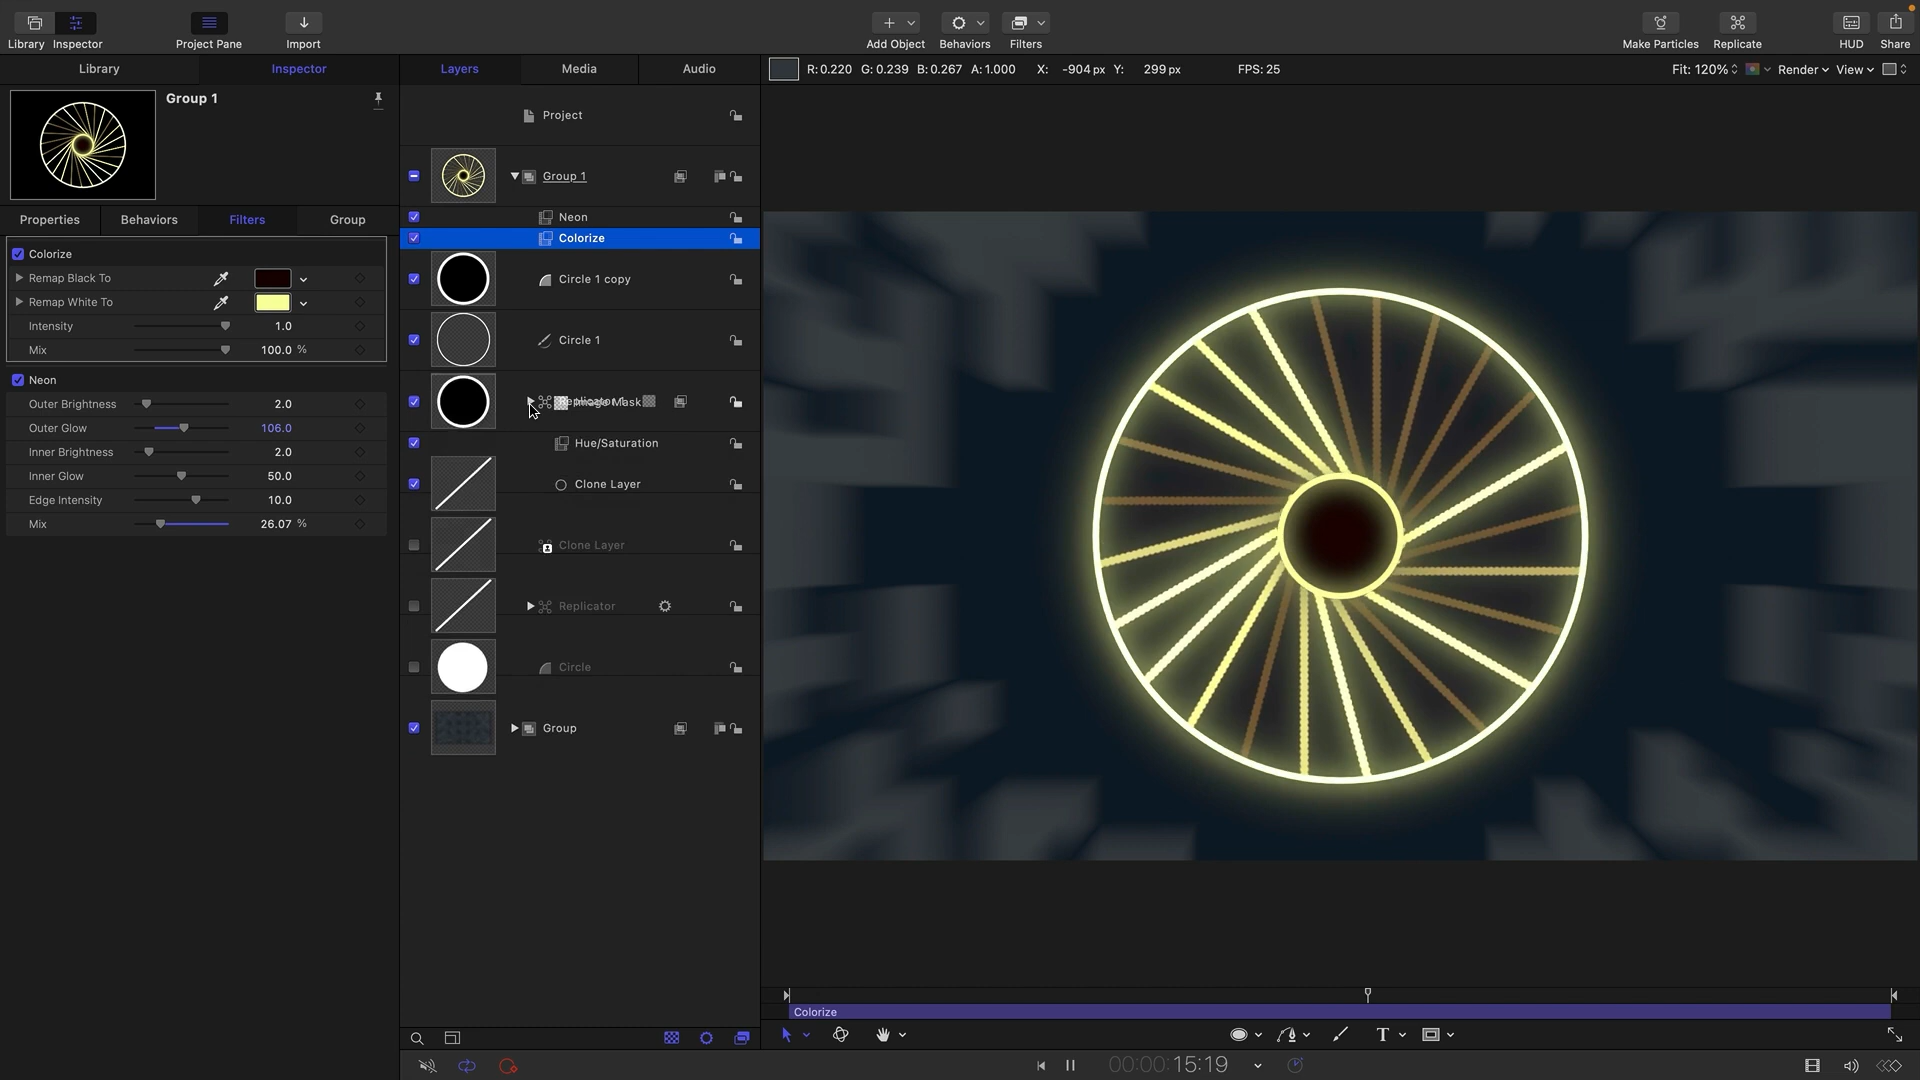 Library
Inspector
Project Pane
Import
Add Object
Behaviors
Filters
Make Particles
Replicate
HUD
Share
Library
Inspector
Layers
Media
Audio
R:0.220 G: 0.239 B: 0.267 A:1.000 X: -904 px Y: 299 px FPS: 25
Fit: 120% Render View
Group 1
Project
Group 1
Properties
Behaviors
Filters
Group
Neon
Colorize
Colorize
Remap Black To
Remap White To
Intensity 1.0
Mix 100.0 %
Circle 1 copy
Circle 1
Neon
Outer Brightness 2.0
Outer Glow 106.0
Inner Brightness 2.0
Inner Glow 50.0
Edge Intensity 10.0
Mix 26.07 %
Image Mask
Hue/Saturation
Clone Layer
Clone Layer
Replicator
Circle
Group
Colorize
T
00:00:15:19